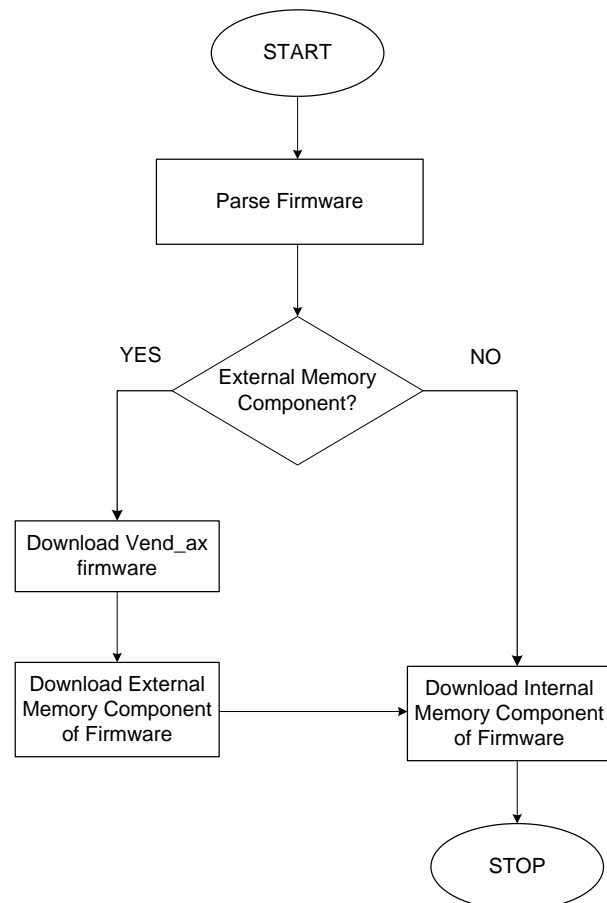 START
Parse Firmware
YES
NO
External Memory
Component?
Download Vend_ax
firmware
Download External
Memory Component
of Firmware
Download Internal
Memory Component
of Firmware
STOP